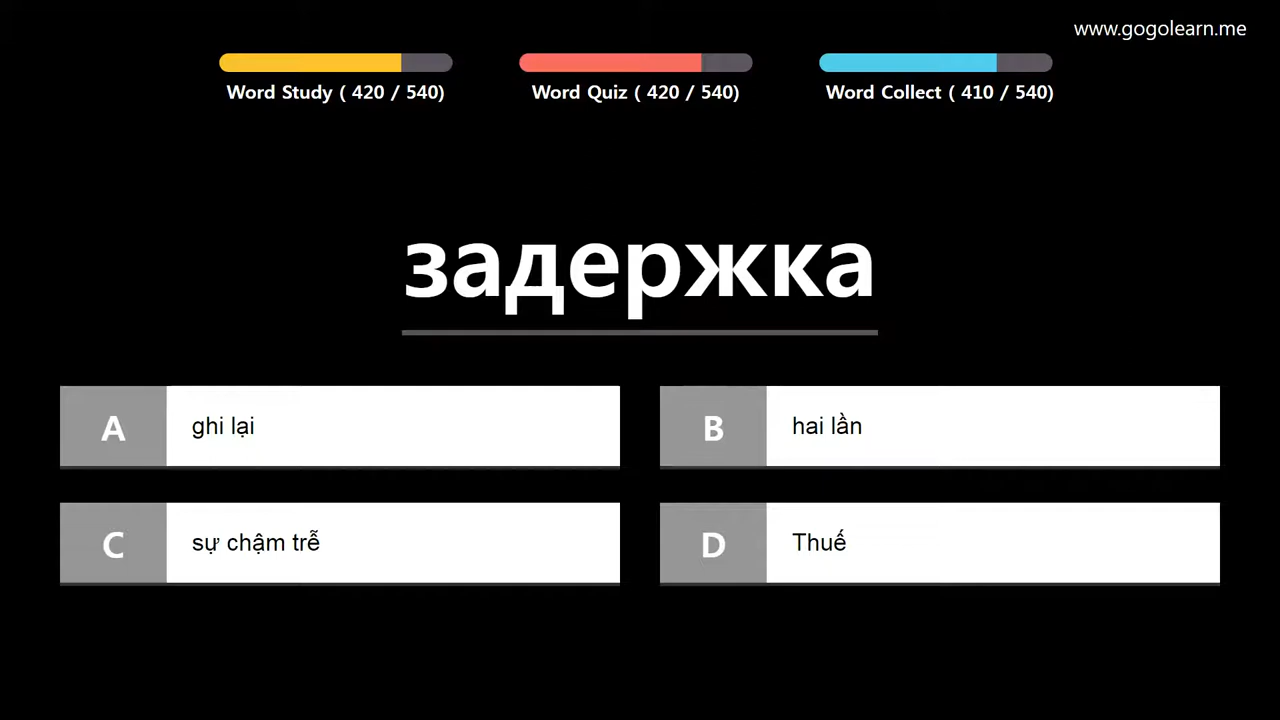 www.gogolearn.me
Word Study ( 420 / 540)
Word Quiz ( 420 / 540)
Word Collect ( 410 / 540)
задержка
A ghi lại
B hai lần
C sự chậm trễ
D Thuế